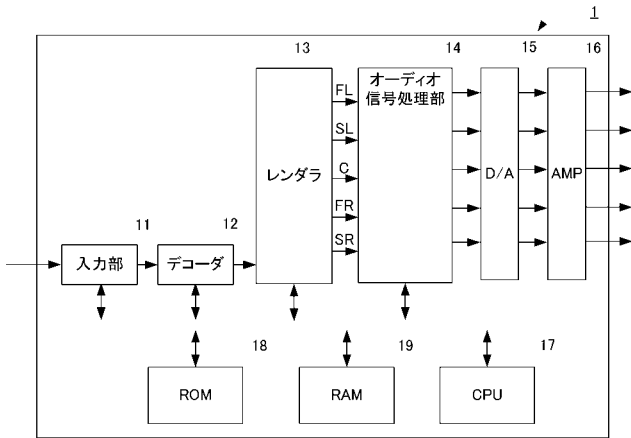 1
13
14
15
16
オーディオ
信号処理部
FL
SL
C
FR
SR
レンダラ
D/A
AMP
11
12
入力部
デコーダ
18
19
17
ROM
RAM
CPU